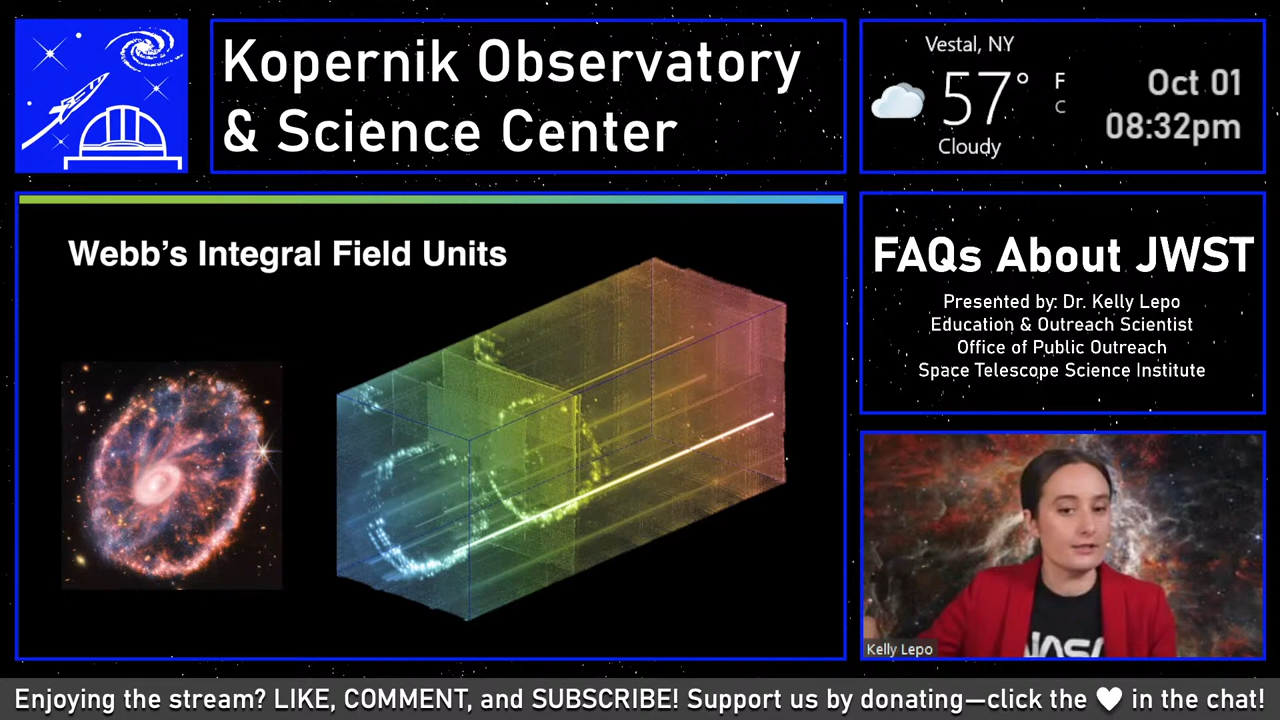 Kopernik Observatory
& Science Center
Vestal, NY
57° F
C
Cloudy
Oct 01
08:32pm
Webb's Integral Field Units
FAQs About JWST
Presented by: Dr. Kelly Lepo
Education & Outreach Scientist
Office of Public Outreach
Space Telescope Science Institute
NASA
Kelly Lepo
Enjoying the stream? LIKE, COMMENT, and SUBSCRIBE! Support us by donating—click the ♥ in the chat!